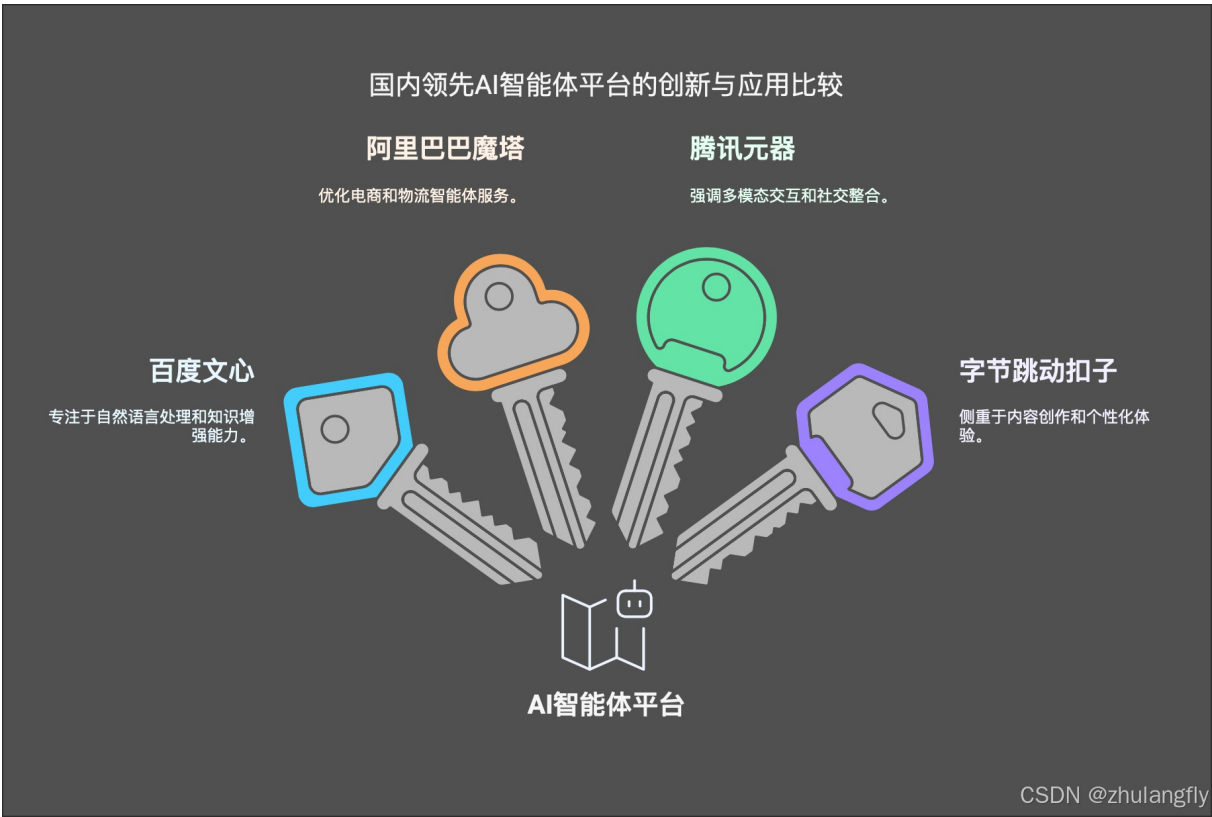 国内领先AI智能体平台的创新与应用比较
阿里巴巴魔塔
优化电商和物流智能体服务。
腾讯元器
强调多模态交互和社交整合。
百度文心
专注于自然语言处理和知识增
强能力。
字节跳动扣子
侧重于内容创作和个性化体
验。
AI智能体平台
CSDN @zhulangfly